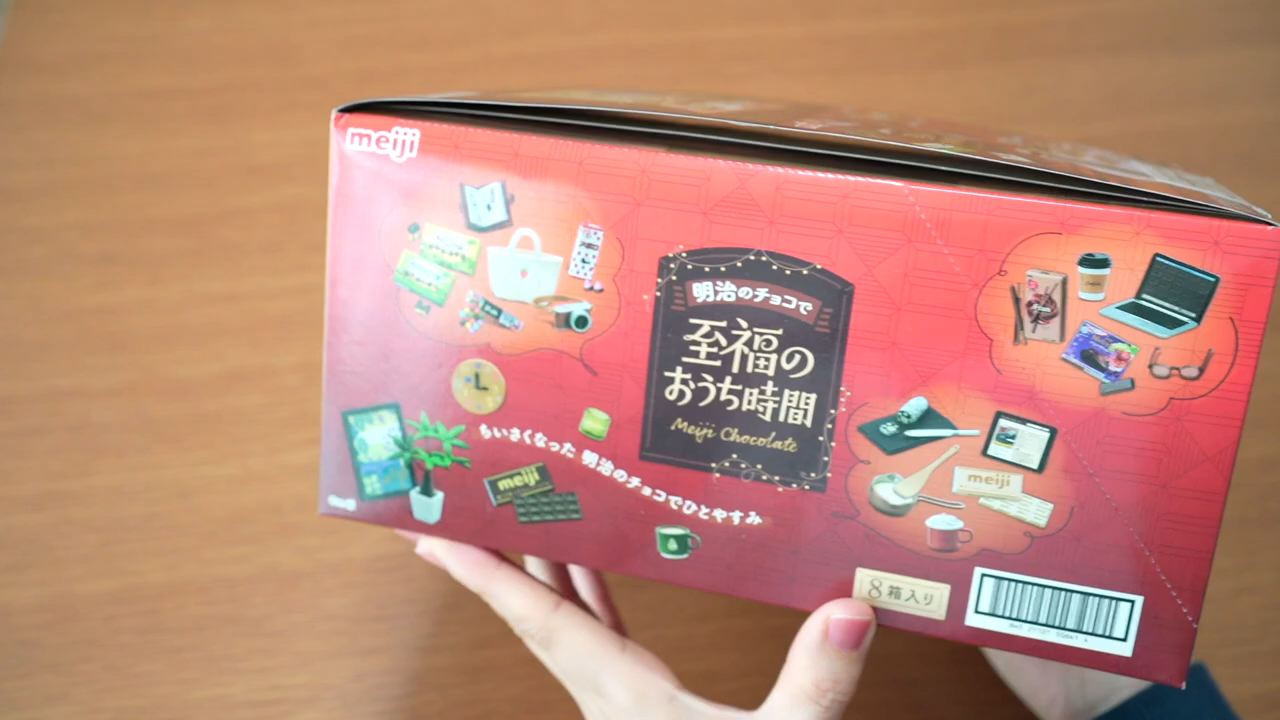 meiji
明治のチョコで
至福の
おうち時間
Meiji Chocolate
ちいさくなった 明治のチョコでひとやすみ
meiji
meiji
8箱入り